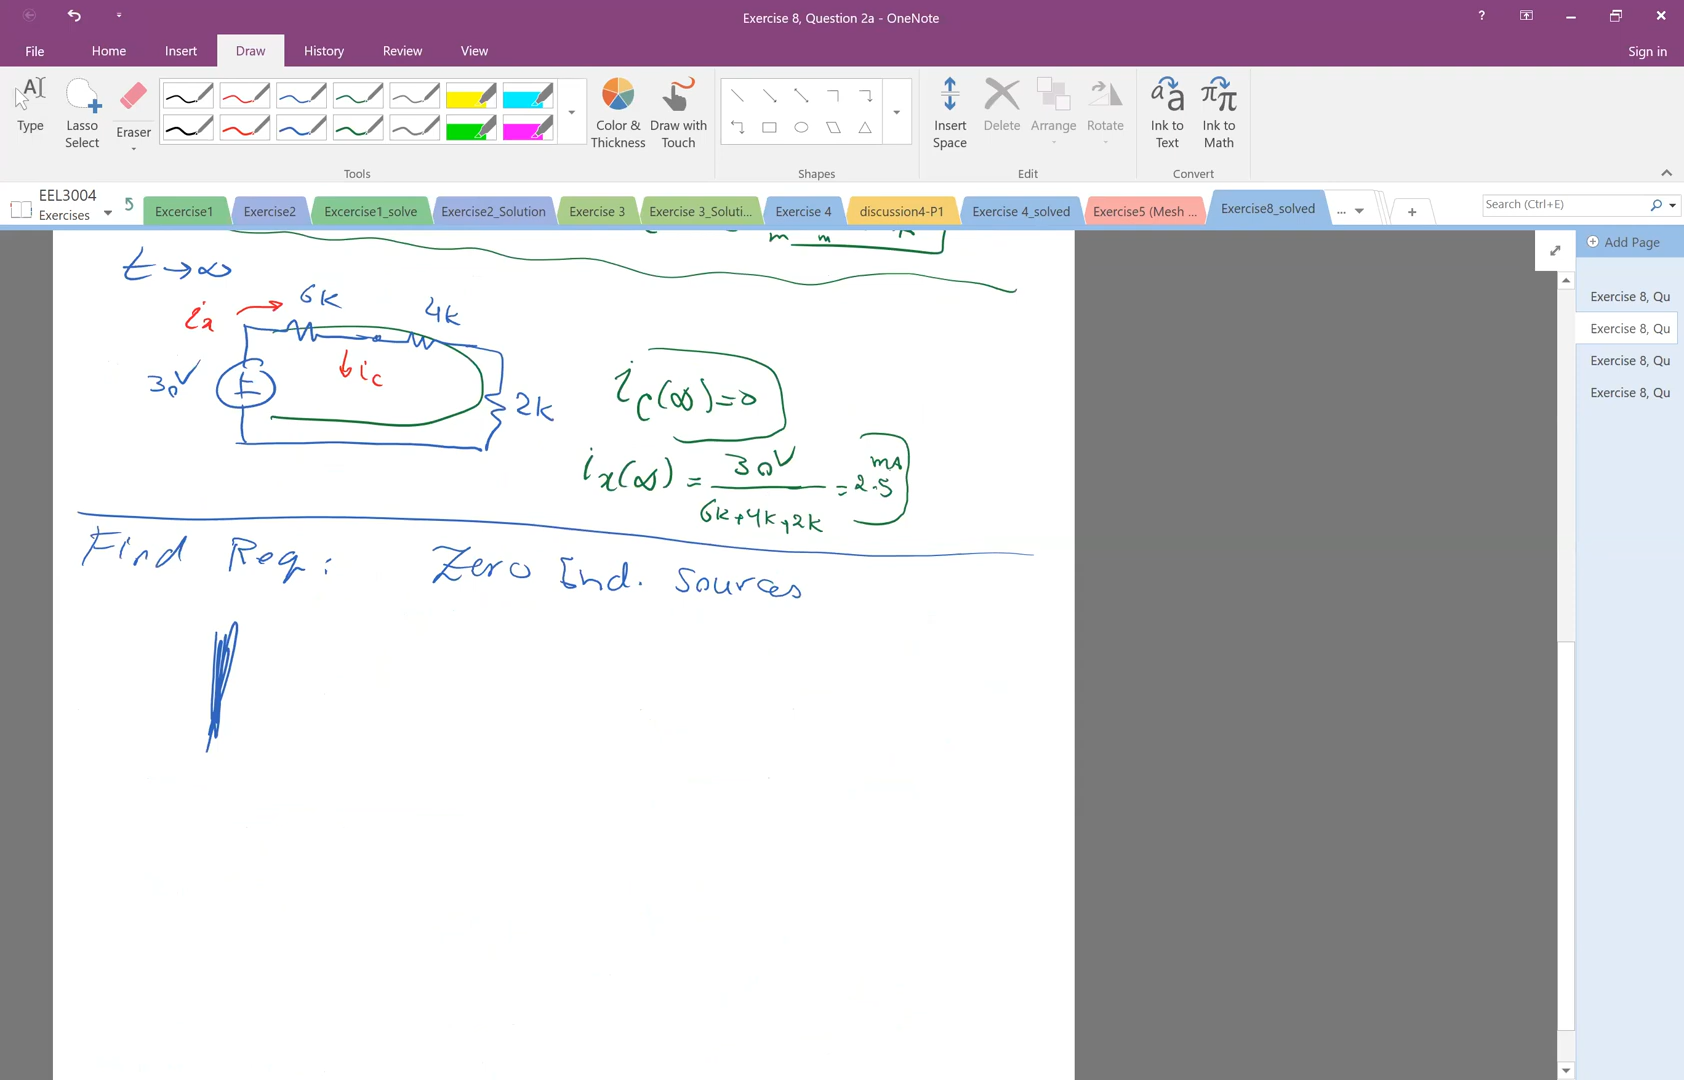 Exercise 8, Question 2a - OneNote
?
File Home Insert Draw History Review View Sign in
Type
Lasso Select
Eraser
Color & Thickness
Draw with Touch
Insert Space
Delete
Arrange
Rotate
Ink to Text
Ink to Math
Tools Shapes Edit Convert
EEL3004
Exercises
Excercise1 Exercise2 Excercise1_solve Exercise2_Solution Exercise 3 Exercise 3_Soluti... Exercise 4 discussion4-P1 Exercise 4_solved Exercise5 (Mesh ... Exercise8_solved ... +
Search (Ctrl+E)
Add Page
Exercise 8, Qu
Exercise 8, Qu
Exercise 8, Qu
Exercise 8, Qu
t → ∞
ix 6k 4k
30V ic 2k
ic(∞) = 0
ix(∞) = 30V / 6k+4k+2k = 2.5 mA
Find Req: Zero Ind. Sources